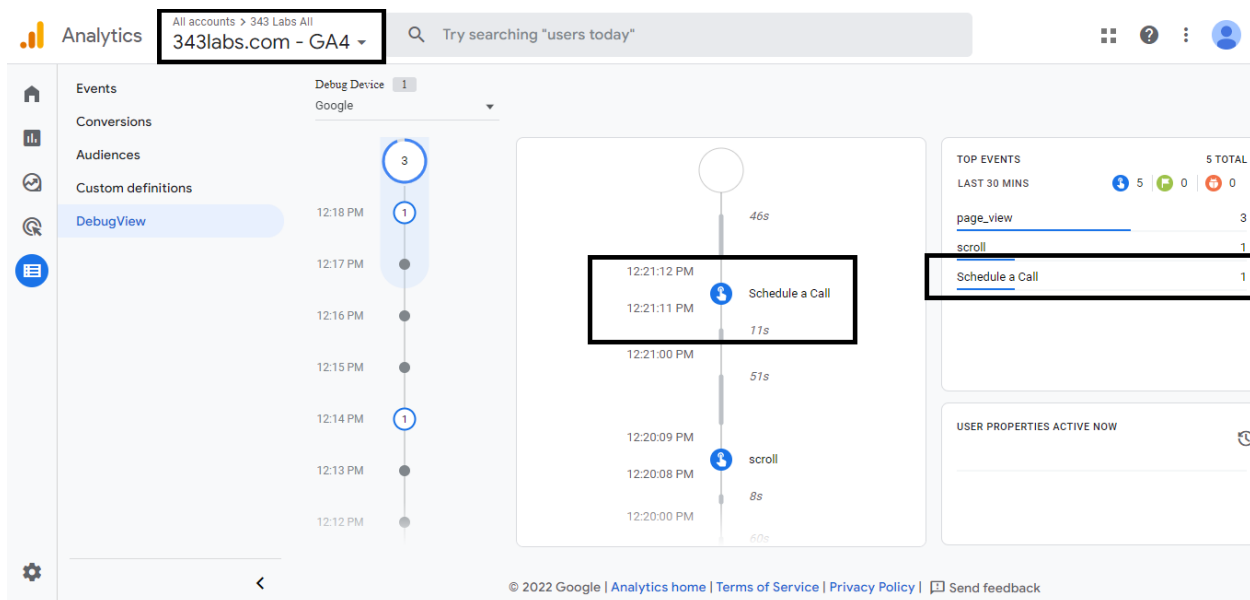 Analytics
All accounts > 343 Labs All
343labs.com - GA4
Try searching "users today"
Events
Conversions
Audiences
Custom definitions
DebugView
Debug Device 1
Google
3
12:18 PM 1
12:17 PM
12:16 PM
12:15 PM
12:14 PM 1
12:13 PM
12:12 PM
46s
12:21:12 PM
Schedule a Call
12:21:11 PM
11s
12:21:00 PM
51s
12:20:09 PM
scroll
12:20:08 PM
8s
12:20:00 PM
60s
TOP EVENTS 5 TOTAL
LAST 30 MINS 5 0 0
page_view 3
scroll 1
Schedule a Call 1
USER PROPERTIES ACTIVE NOW
© 2022 Google | Analytics home | Terms of Service | Privacy Policy | Send feedback